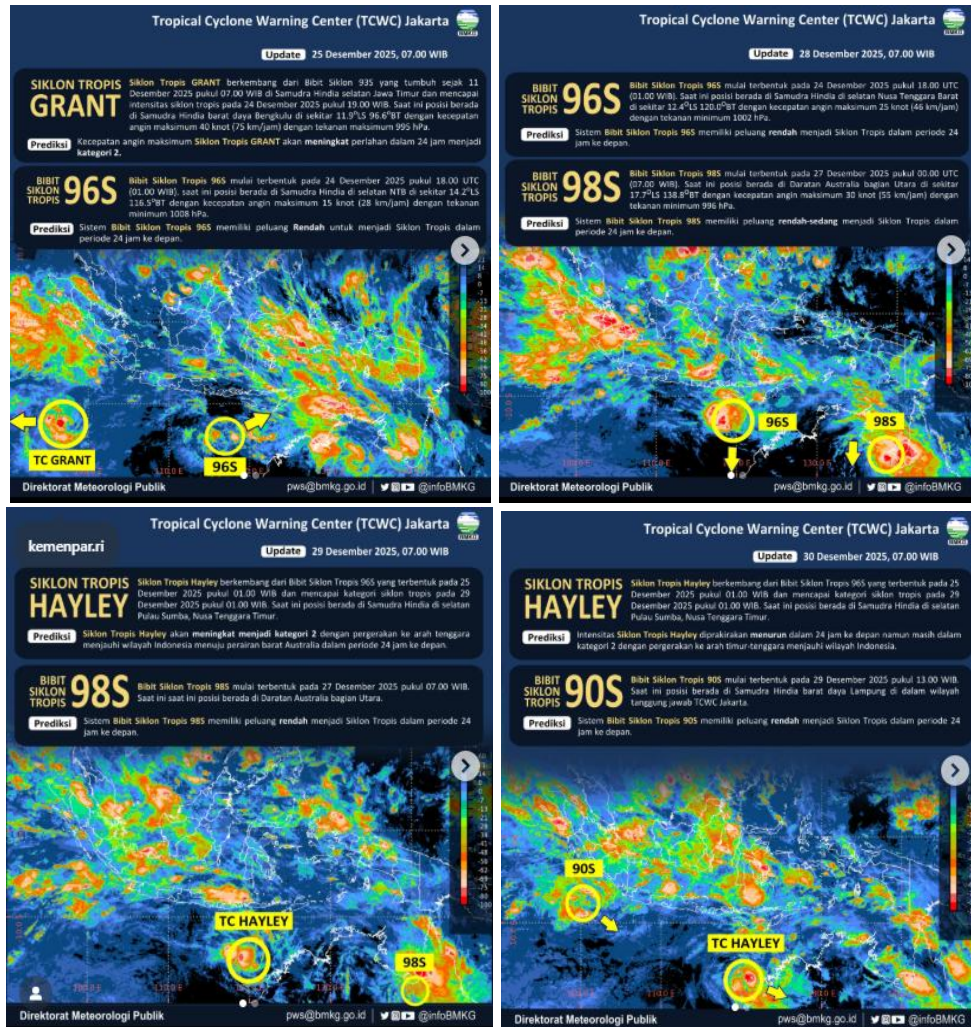 Tropical Cyclone Warning Center (TCWC) Jakarta
Update 25 Desember 2025, 07.00 WIB
SIKLON TROPIS
GRANT
Siklon Tropis GRANT berkembang dari Bibit Siklon 93S yang tumbuh sejak 11
Desember 2025 pukul 07.00 WIB di Samudra Hindia selatan Jawa Timur dan mencapai
intensitas siklon tropis pada 24 Desember 2025 pukul 19.00 WIB. Saat ini posisi berada
di Samudra Hindia barat daya Bengkulu di sekitar 11.9⁰LS 96.6⁰BT dengan kecepatan
angin maksimum 40 knot (75 km/jam) dengan tekanan maksimum 995 hPa.
Prediksi
Kecepatan angin maksimum Siklon Tropis GRANT akan meningkat perlahan dalam 24 jam menjadi
kategori 2.
BIBIT
SIKLON
TROPIS
96S
Bibit Siklon Tropis 96S mulai terbentuk pada 24 Desember 2025 pukul 18.00 UTC
(01.00 WIB). saat ini posisi berada di Samudra Hindia di selatan NTB di sekitar 14.2⁰LS
116.5⁰BT dengan kecepatan angin maksimum 15 knot (28 km/jam) dengan tekanan
minimum 1008 hPa.
Prediksi
Sistem Bibit Siklon Tropis 96S memiliki peluang Rendah untuk menjadi Siklon Tropis dalam
periode 24 jam ke depan.
TC GRANT
96S
Direktorat Meteorologi Publik
pws@bmkg.go.id | @infoBMKG
Tropical Cyclone Warning Center (TCWC) Jakarta
Update 28 Desember 2025, 07.00 WIB
BIBIT
SIKLON
TROPIS
96S
Bibit Siklon Tropis 96S mulai terbentuk pada 24 Desember 2025 pukul 18.00 UTC
(01.00 WIB). Saat ini posisi berada di Samudra Hindia di selatan Nusa Tenggara Barat
di sekitar 12.4⁰LS 120.0⁰BT dengan kecepatan angin maksimum 25 knot (46 km/jam)
dengan tekanan minimum 1002 hPa.
Prediksi
Sistem Bibit Siklon Tropis 96S memiliki peluang rendah menjadi Siklon Tropis dalam periode 24
jam ke depan.
BIBIT
SIKLON
TROPIS
98S
Bibit Siklon Tropis 98S mulai terbentuk pada 27 Desember 2025 pukul 00.00 UTC
(07.00 WIB). Saat ini posisi berada di Daratan Australia bagian Utara di sekitar
17.7⁰LS 138.8⁰BT dengan kecepatan angin maksimum 30 knot (55 km/jam) dengan
tekanan minimum 996 hPa.
Prediksi
Sistem Bibit Siklon Tropis 98S memiliki peluang rendah-sedang menjadi Siklon Tropis dalam
periode 24 jam ke depan.
96S
98S
Direktorat Meteorologi Publik
pws@bmkg.go.id | @infoBMKG
Tropical Cyclone Warning Center (TCWC) Jakarta
kemenpar.ri
Update 29 Desember 2025, 07.00 WIB
SIKLON TROPIS
HAYLEY
Siklon Tropis Hayley berkembang dari Bibit Siklon Tropis 96S yang terbentuk pada 25
Desember 2025 pukul 01.00 WIB dan mencapai kategori siklon tropis pada 29
Desember 2025 pukul 01.00 WIB. Saat ini posisi berada di Samudra Hindia di selatan
Pulau Sumba, Nusa Tenggara Timur.
Prediksi
Siklon Tropis Hayley akan meningkat menjadi kategori 2 dengan pergerakan ke arah tenggara
menjauhi wilayah Indonesia menuju perairan barat Australia dalam periode 24 jam ke depan.
BIBIT
SIKLON
TROPIS
98S
Bibit Siklon Tropis 98S mulai terbentuk pada 27 Desember 2025 pukul 07.00 WIB.
Saat ini saat ini posisi berada di Daratan Australia bagian Utara.
Prediksi
Sistem Bibit Siklon Tropis 98S memiliki peluang rendah menjadi Siklon Tropis dalam periode 24
jam ke depan.
TC HAYLEY
98S
pws@bmkg.go.id | @infoBMKG
Tropical Cyclone Warning Center (TCWC) Jakarta
Update 30 Desember 2025, 07.00 WIB
SIKLON TROPIS
HAYLEY
Siklon Tropis Hayley berkembang dari Bibit Siklon Tropis 96S yang terbentuk pada 25
Desember 2025 pukul 01.00 WIB dan mencapai kategori siklon tropis pada 29
Desember 2025 pukul 01.00 WIB. Saat ini posisi berada di Samudra Hindia di selatan
Pulau Sumba, Nusa Tenggara Timur.
Prediksi
Intensitas Siklon Tropis Hayley diprakirakan menurun dalam 24 jam ke depan namun masih dalam
kategori 2 dengan pergerakan ke arah timur-tenggara menjauhi wilayah Indonesia.
BIBIT
SIKLON
TROPIS
90S
Bibit Siklon Tropis 90S mulai terbentuk pada 29 Desember 2025 pukul 13.00 WIB.
Saat ini posisi berada di Samudra Hindia barat daya Lampung di dalam wilayah
tanggung jawab TCWC Jakarta.
Prediksi
Sistem Bibit Siklon Tropis 90S memiliki peluang rendah menjadi Siklon Tropis dalam periode 24
jam ke depan.
90S
TC HAYLEY
Direktorat Meteorologi Publik
pws@bmkg.go.id | @infoBMKG